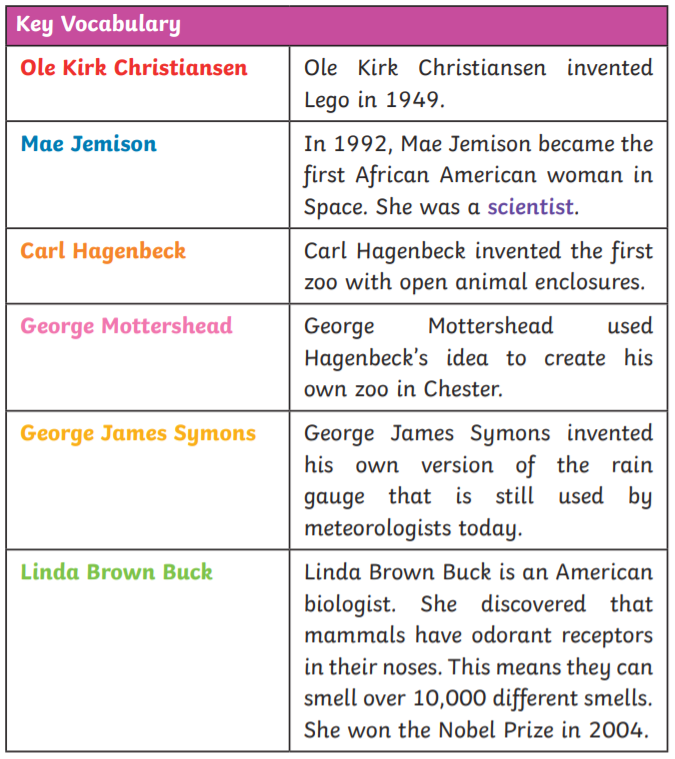 Key Vocabulary
Ole Kirk Christiansen
Ole Kirk Christiansen invented
Lego in 1949.
Mae Jemison
In 1992, Mae Jemison became the
first African American woman in
Space. She was a scientist.
Carl Hagenbeck
Carl Hagenbeck invented the first
zoo with open animal enclosures.
George Mottershead
George Mottershead used
Hagenbeck's idea to create his
own zoo in Chester.
George James Symons
George James Symons invented
his own version of the rain
gauge that is still used by
meteorologists today.
Linda Brown Buck
Linda Brown Buck is an American
biologist. She discovered that
mammals have odorant receptors
in their noses. This means they can
smell over 10,000 different smells.
She won the Nobel Prize in 2004.